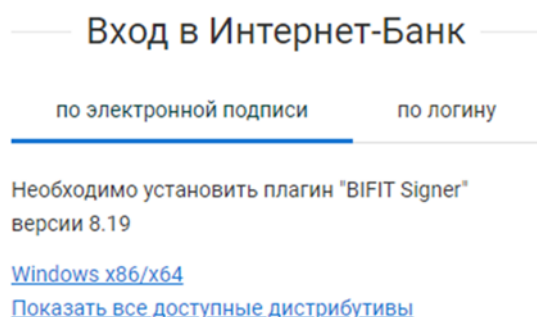 Вход в Интернет-Банк
по электронной подписи
по логину
Необходимо установить плагин "BIFIT Signer"
версии 8.19
Windows x86/x64
Показать все доступные дистрибутивы